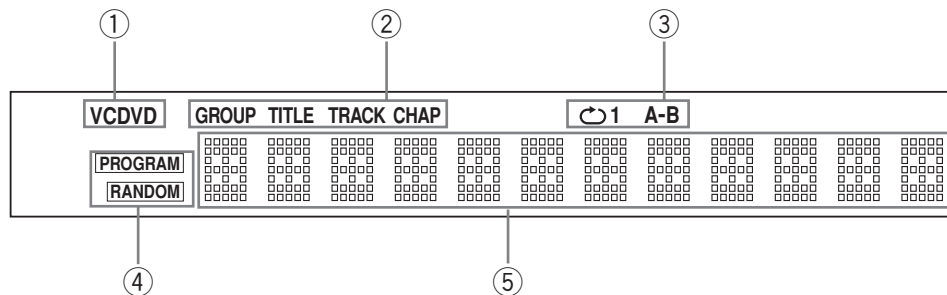 ① ② ③
VCDVD GROUP TITLE TRACK CHAP 1 A-B
PROGRAM
RANDOM
④ ⑤